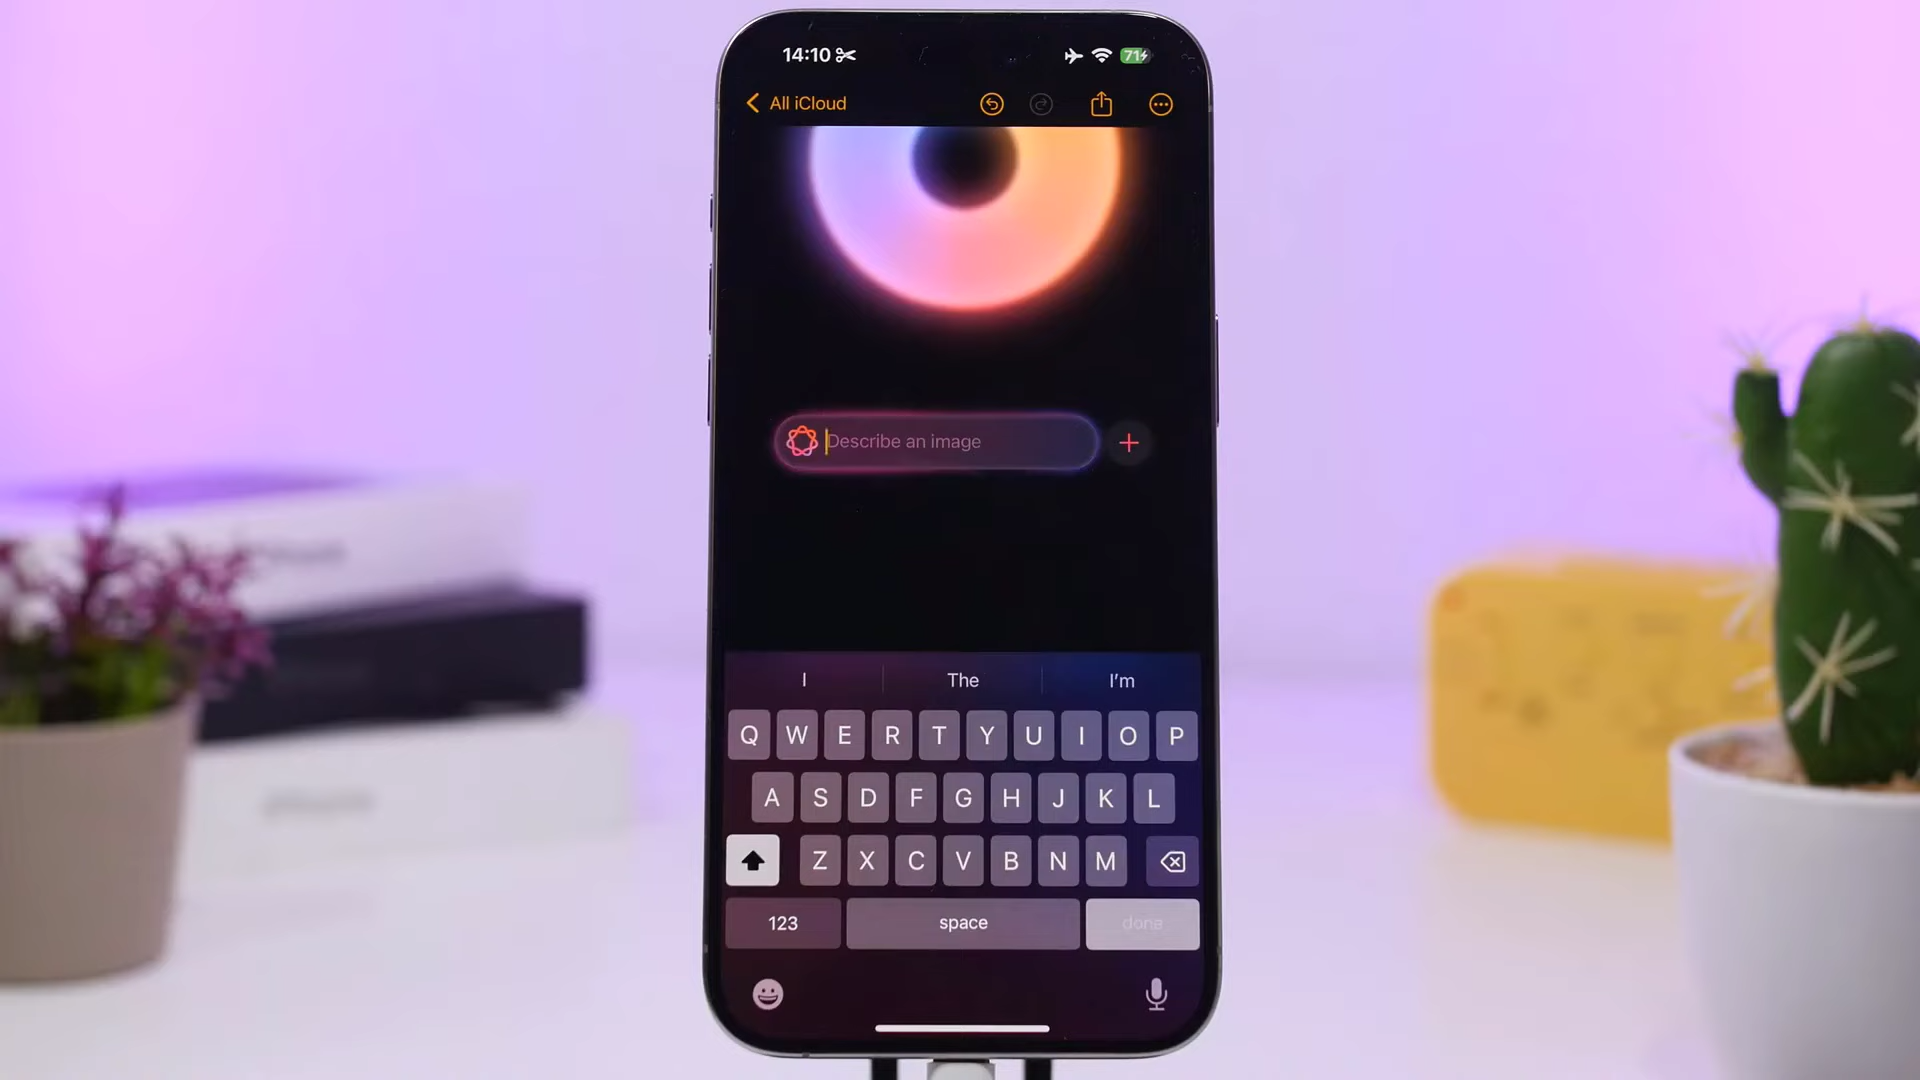 14:10 71
All iCloud
Describe an image
I The I'm
Q W E R T Y U I O P
A S D F G H J K L
Z X C V B N M
123 space done